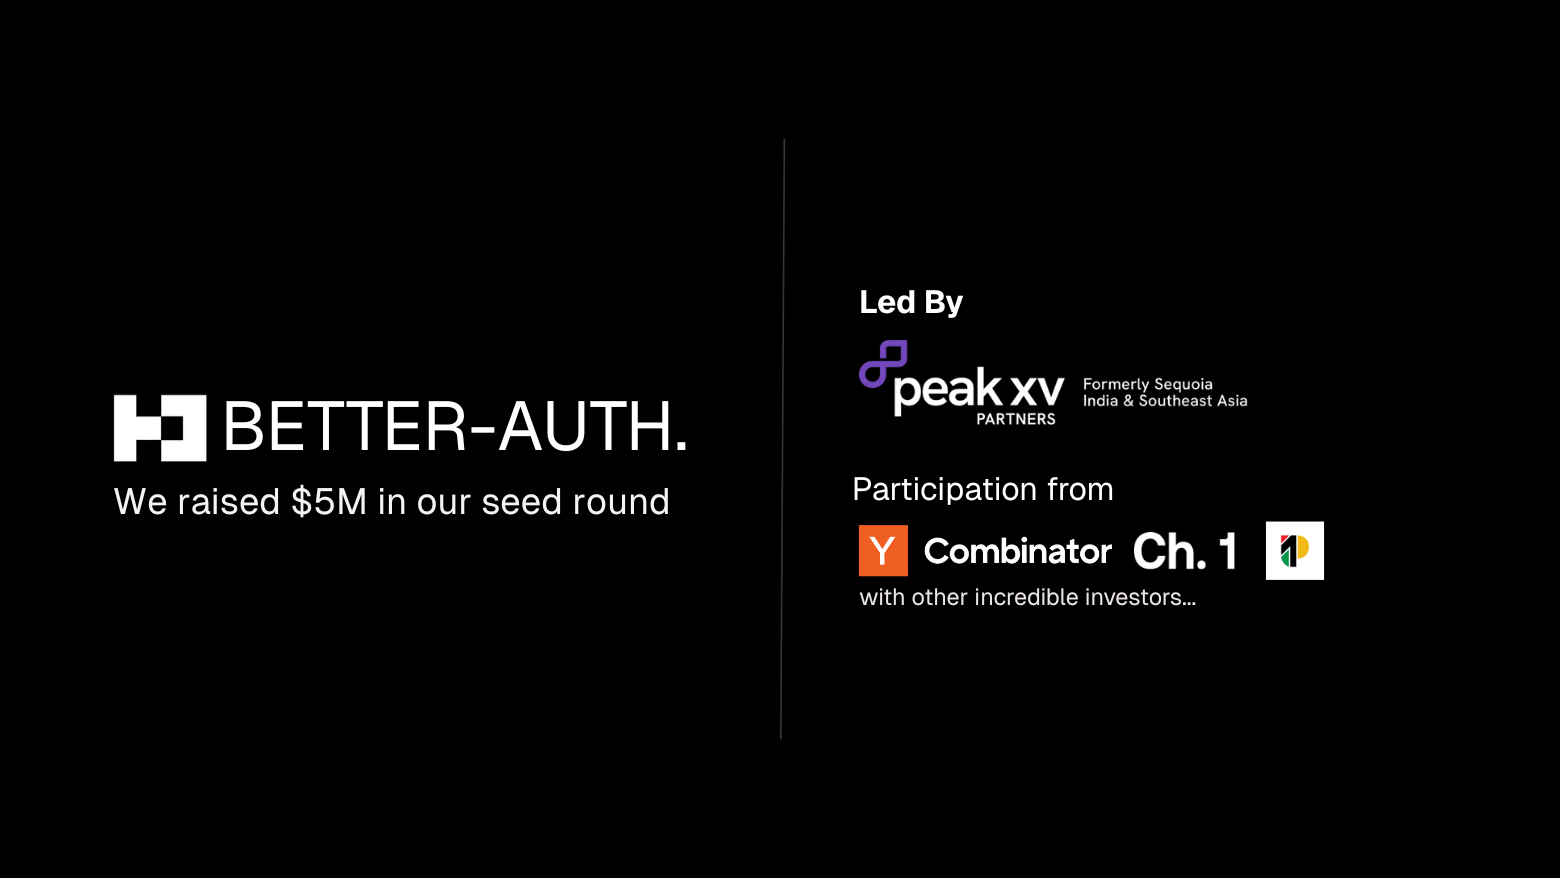 BETTER-AUTH.
We raised $5M in our seed round
Led By
peak xv
PARTNERS
Formerly Sequoia
India & Southeast Asia
Participation from
Y Combinator Ch. 1 1P
with other incredible investors...